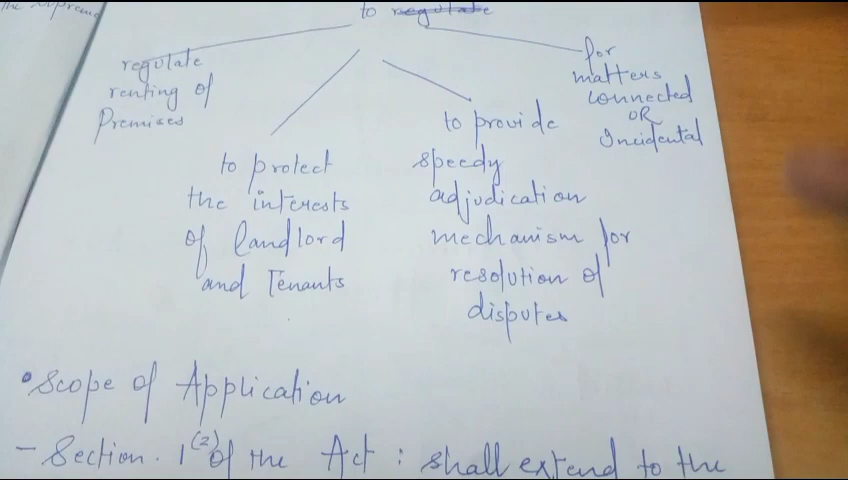 the supreme
to regulate
regulate
renting of
Premises
to protect
the interests
of landlord
and Tenants
to provide
speedy
adjudication
mechanism for
resolution of
disputes
for
matters
connected
OR
Incidental
• Scope of Application
- Section. 1(2) of the Act : shall extend to the